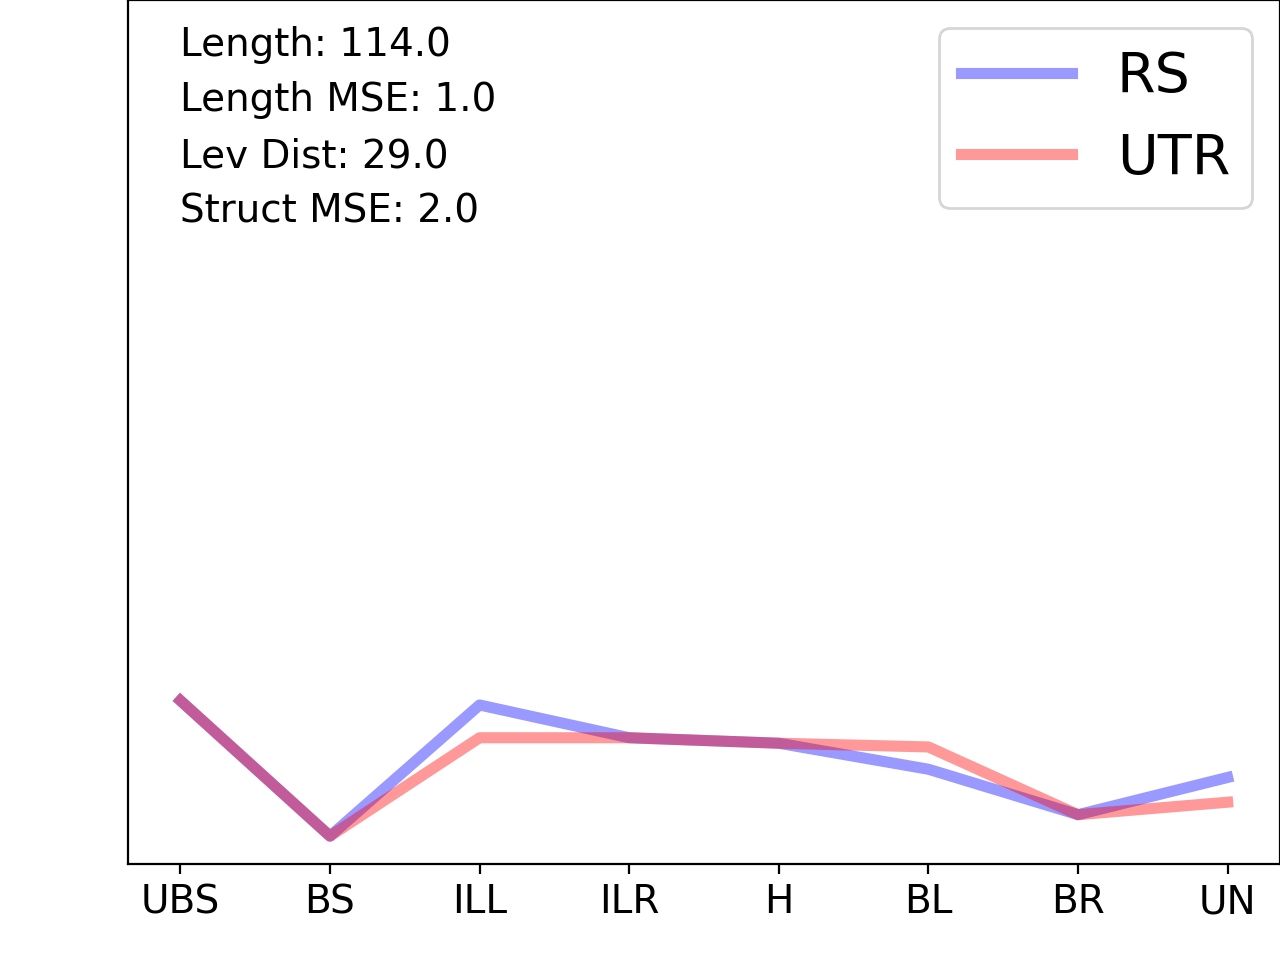 Length: 114.0
Length MSE: 1.0
Lev Dist: 29.0
Struct MSE: 2.0
RS
UTR
UBS BS ILL ILR H BL BR UN